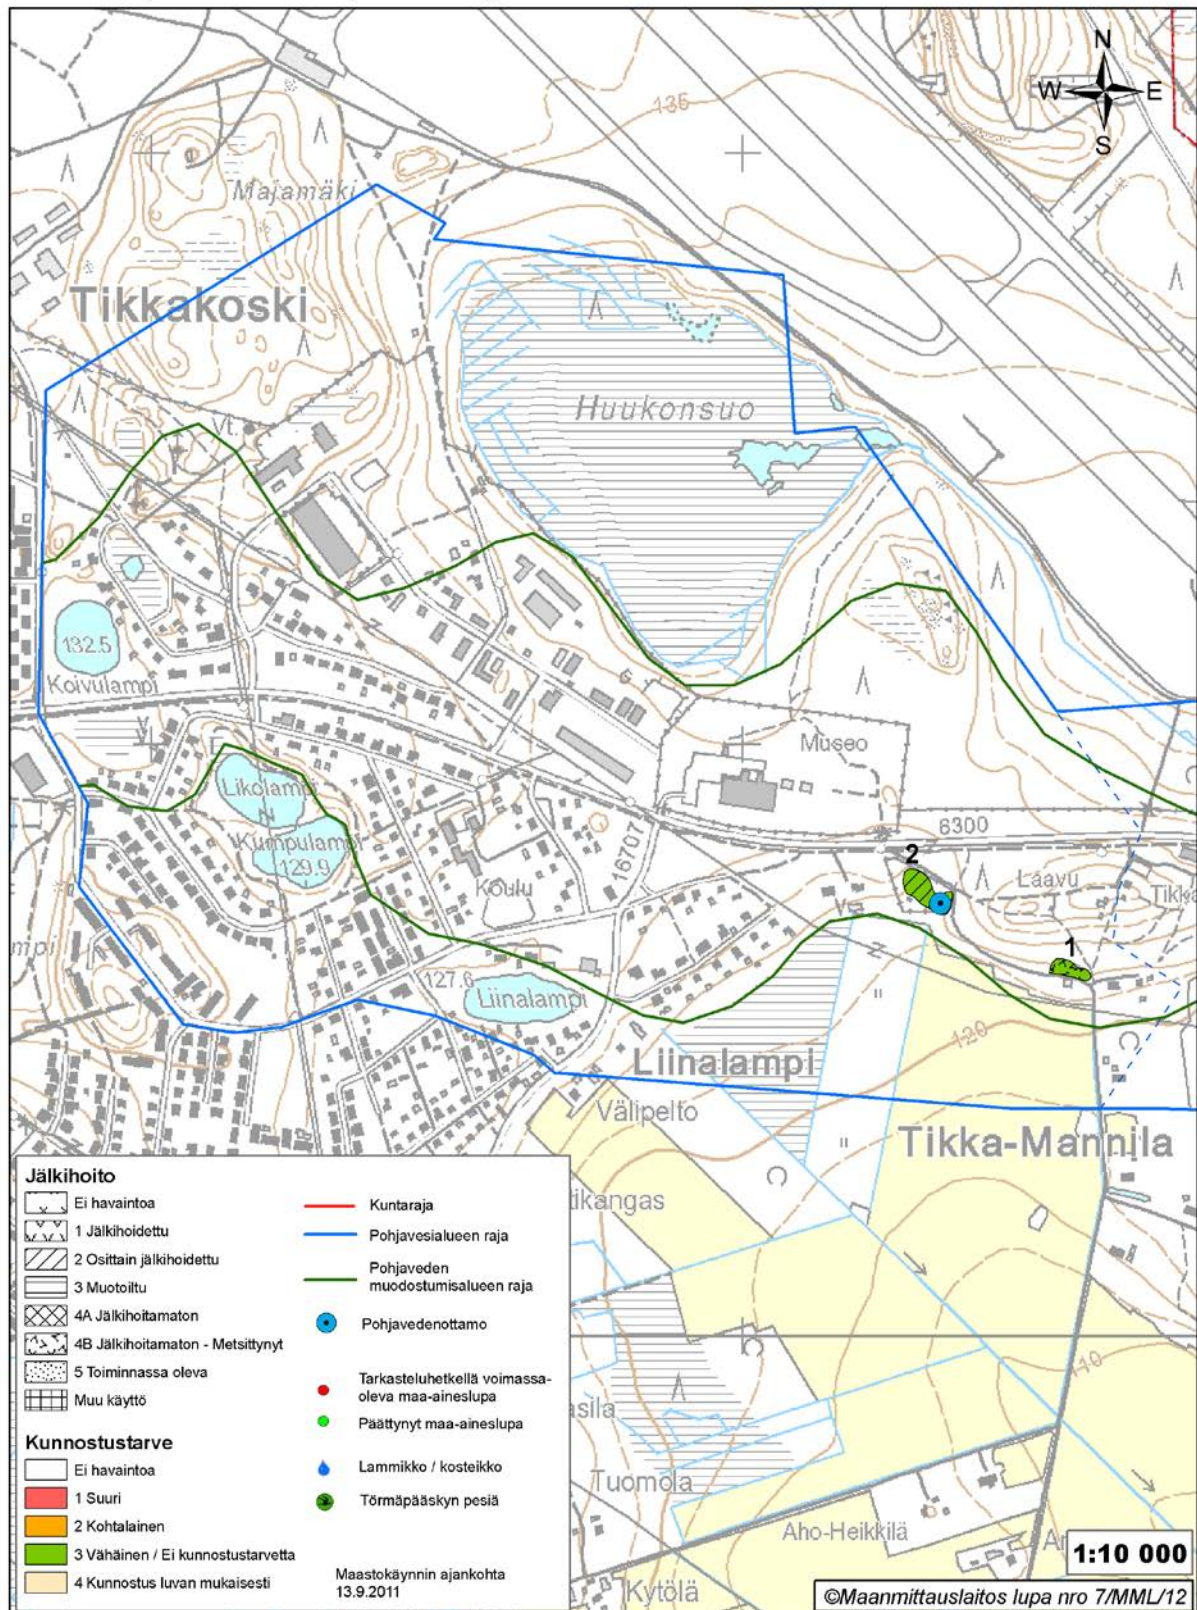 N
W E
S
135
Majamäki
Tikkakoski
Huukonsuo
Vt.
132.5
Koivulampi
Museo
Likolampi
Kumpulampi
129.9
6300
16707
2
Koulu
Laavu
Tikka
1
mpi
127.6
Liinalampi
120
Liinalampi
Välipelto
Tikka-Mannila
tikangas
110
asila
Tuomola
Aho-Heikkilä
Kytölä
Jälkihoito
Ei havaintoa
1 Jälkihoidettu
2 Osittain jälkihoidettu
3 Muotoiltu
4A Jälkihoitamaton
4B Jälkihoitamaton - Metsittynyt
5 Toiminnassa oleva
Muu käyttö
Kunnostustarve
Ei havaintoa
1 Suuri
2 Kohtalainen
3 Vähäinen / Ei kunnostustarvetta
4 Kunnostus luvan mukaisesti
Kuntaraja
Pohjavesialueen raja
Pohjaveden
muodostumisalueen raja
Pohjavedenottamo
Tarkasteluhetkellä voimassa-
oleva maa-aineslupa
Päättynyt maa-aineslupa
Lammikko / kosteikko
Törmäpääskyn pesiä
Maastokäynnin ajankohta
13.9.2011
1:10 000
©Maanmittauslaitos lupa nro 7/MML/12